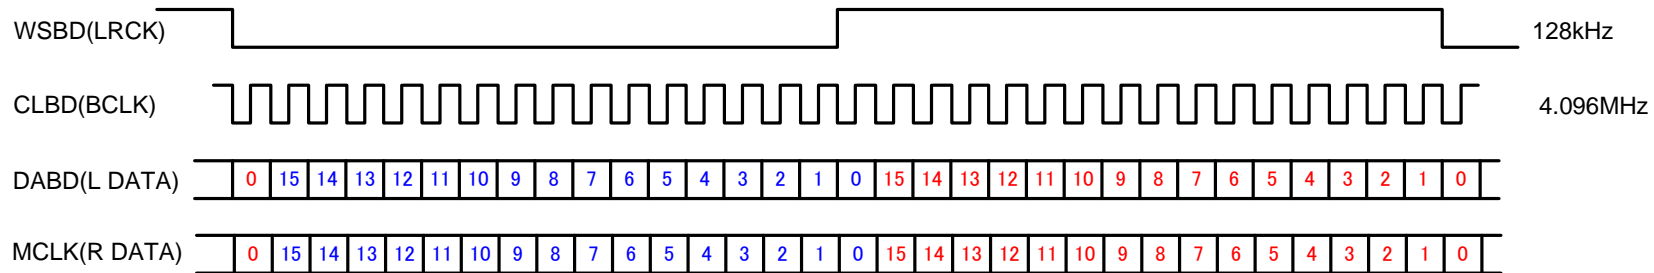 WSBD(LRCK) 128kHz
CLBD(BCLK) 4.096MHz
DABD(L DATA) 0 15 14 13 12 11 10 9 8 7 6 5 4 3 2 1 0 15 14 13 12 11 10 9 8 7 6 5 4 3 2 1 0
MCLK(R DATA) 0 15 14 13 12 11 10 9 8 7 6 5 4 3 2 1 0 15 14 13 12 11 10 9 8 7 6 5 4 3 2 1 0